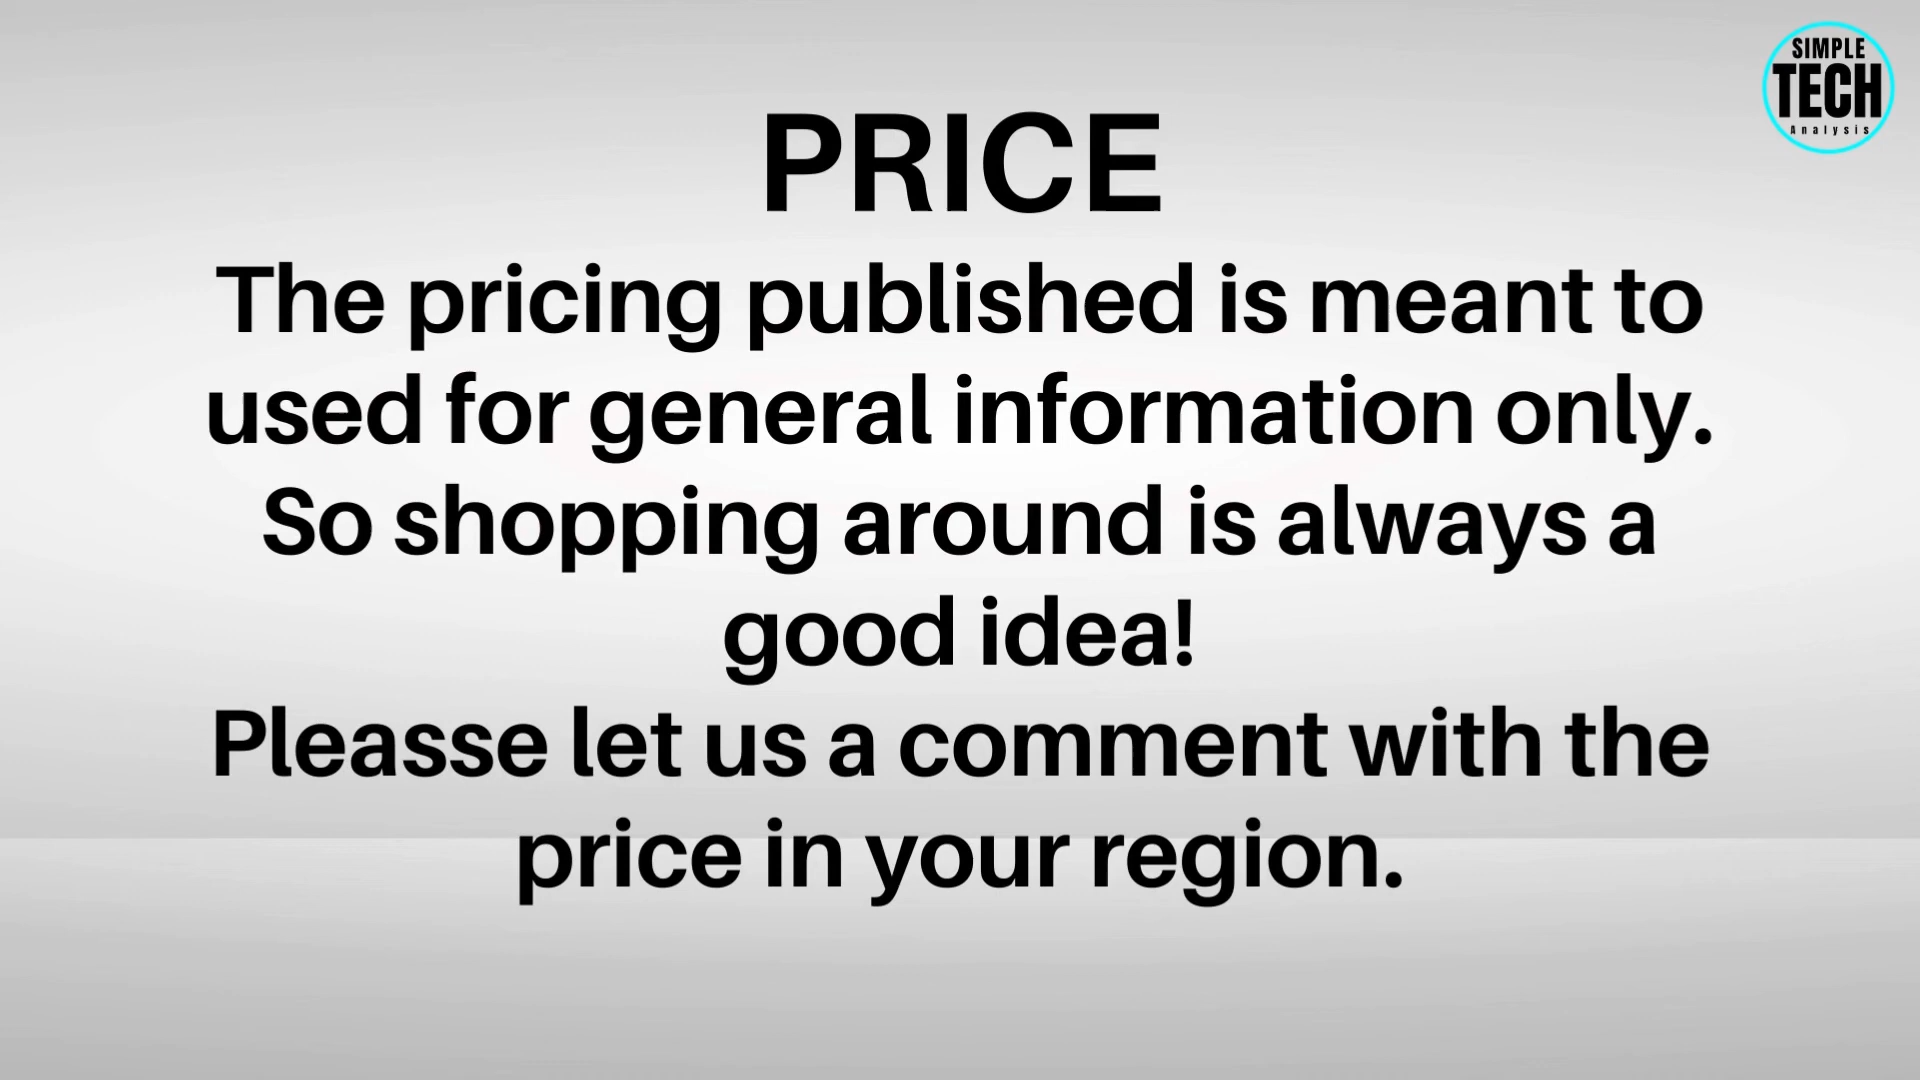 SIMPLE
TECH
Analysis
PRICE
The pricing published is meant to
used for general information only.
So shopping around is always a
good idea!
Pleasse let us a comment with the
price in your region.